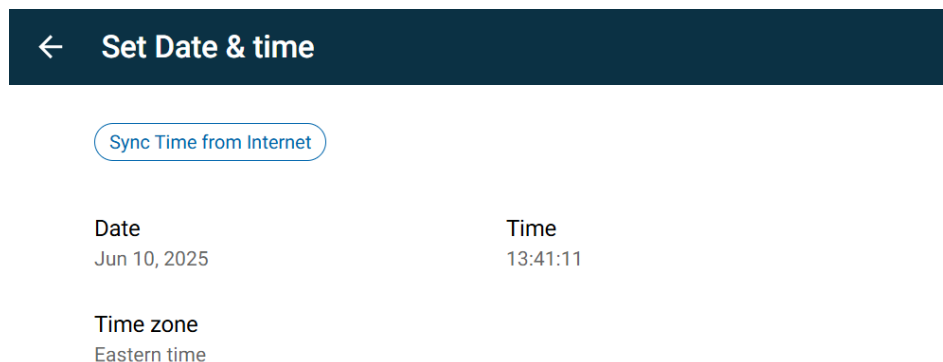 Set Date & time
Sync Time from Internet
Date
Time
Jun 10, 2025
13:41:11
Time zone
Eastern time